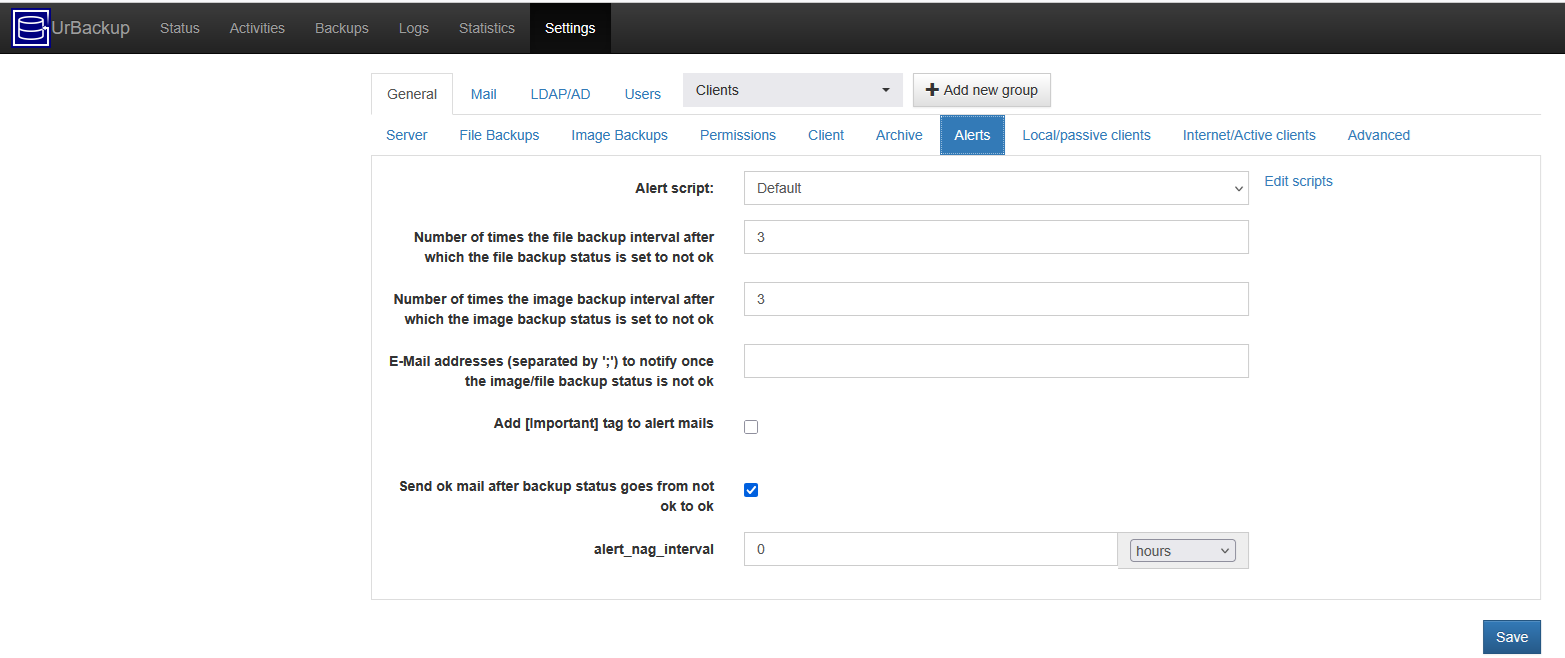 UrBackup Status Activities Backups Logs Statistics Settings
General Mail LDAP/AD Users Clients Add new group
Server File Backups Image Backups Permissions Client Archive Alerts Local/passive clients Internet/Active clients Advanced
Alert script: Default Edit scripts
Number of times the file backup interval after 3
which the file backup status is set to not ok
Number of times the image backup interval after 3
which the image backup status is set to not ok
E-Mail addresses (separated by ';') to notify once
the image/file backup status is not ok
Add [Important] tag to alert mails
Send ok mail after backup status goes from not
ok to ok
alert_nag_interval 0 hours
Save